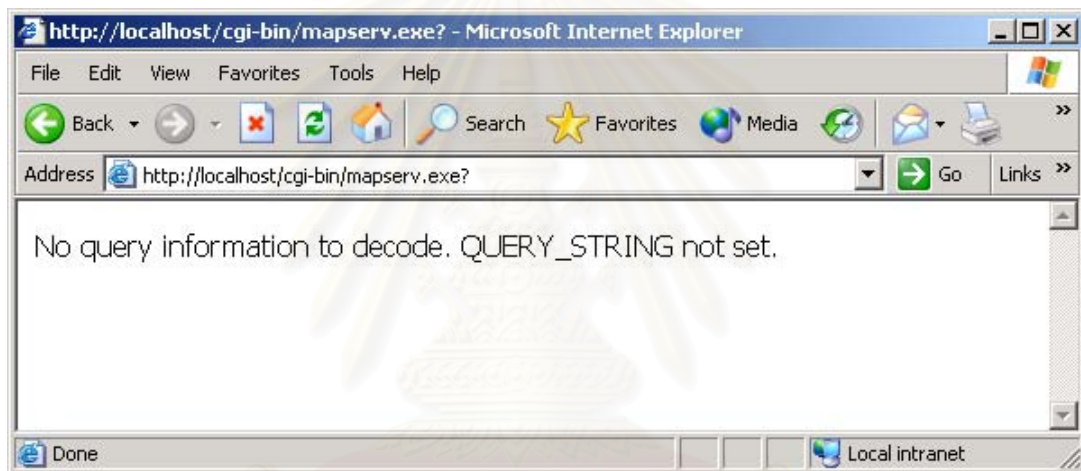 http://localhost/cgi-bin/mapserv.exe? - Microsoft Internet Explorer
File Edit View Favorites Tools Help
Back Search Favorites Media »
Address http://localhost/cgi-bin/mapserv.exe? Go Links »
No query information to decode. QUERY_STRING not set.
Done Local intranet